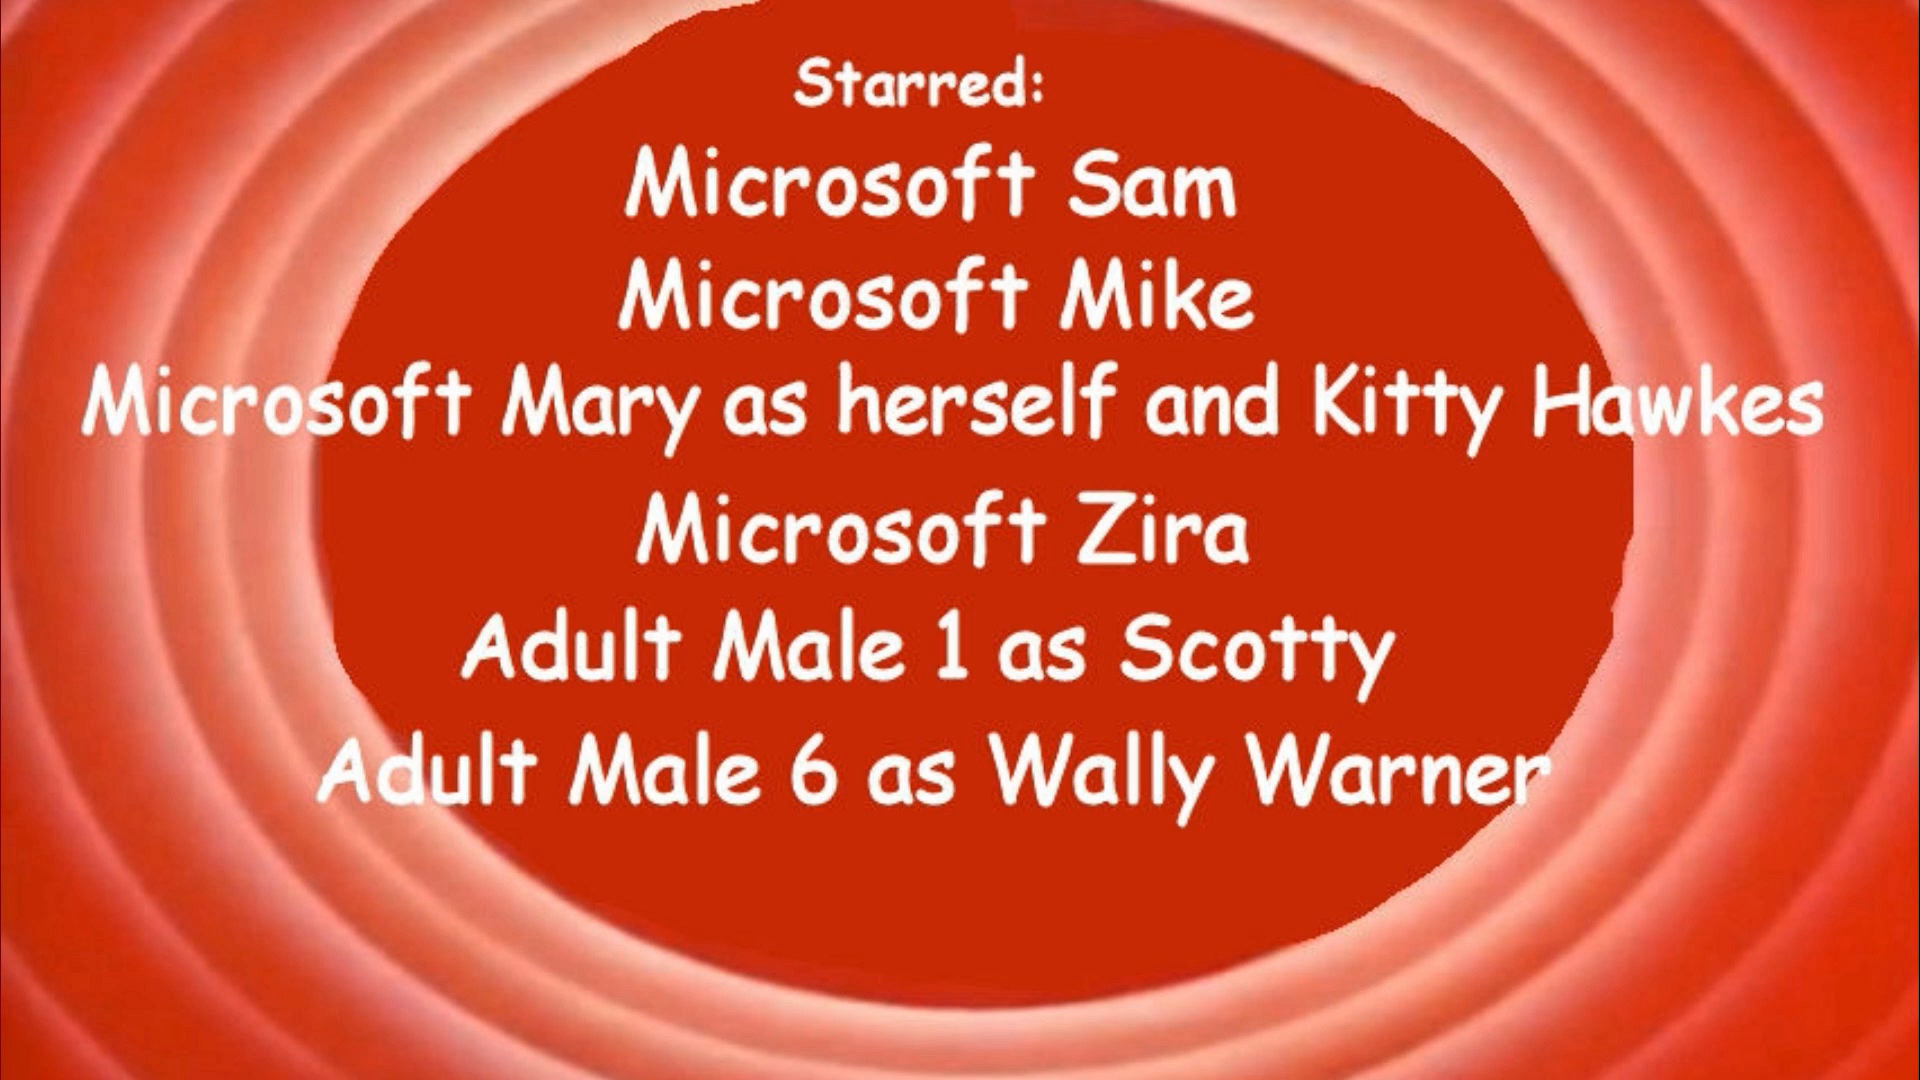 Starred:
Microsoft Sam
Microsoft Mike
Microsoft Mary as herself and Kitty Hawkes
Microsoft Zira
Adult Male 1 as Scotty
Adult Male 6 as Wally Warner